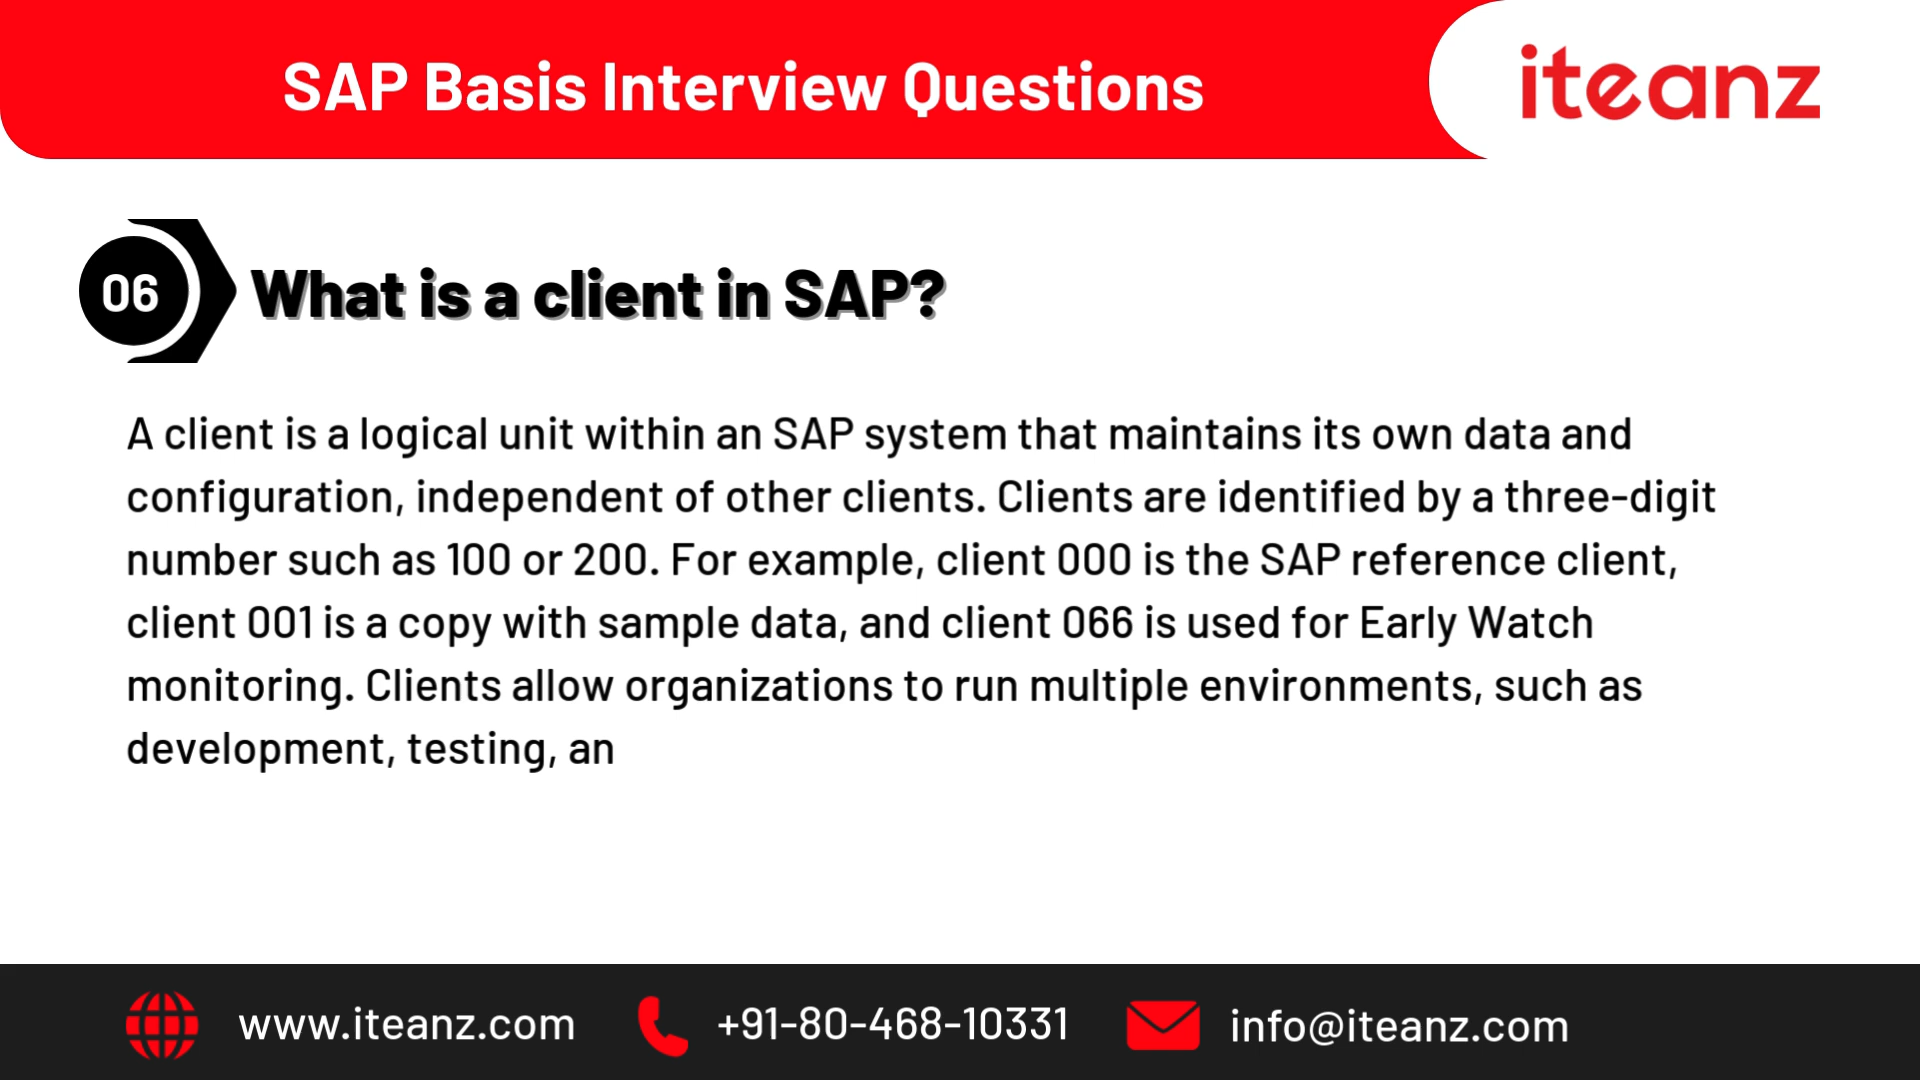 SAP Basis Interview Questions
iteanz
06
What is a client in SAP?
A client is a logical unit within an SAP system that maintains its own data and
configuration, independent of other clients. Clients are identified by a three-digit
number such as 100 or 200. For example, client 000 is the SAP reference client,
client 001 is a copy with sample data, and client 066 is used for Early Watch
monitoring. Clients allow organizations to run multiple environments, such as
development, testing, an
www.iteanz.com
+91-80-468-10331
info@iteanz.com